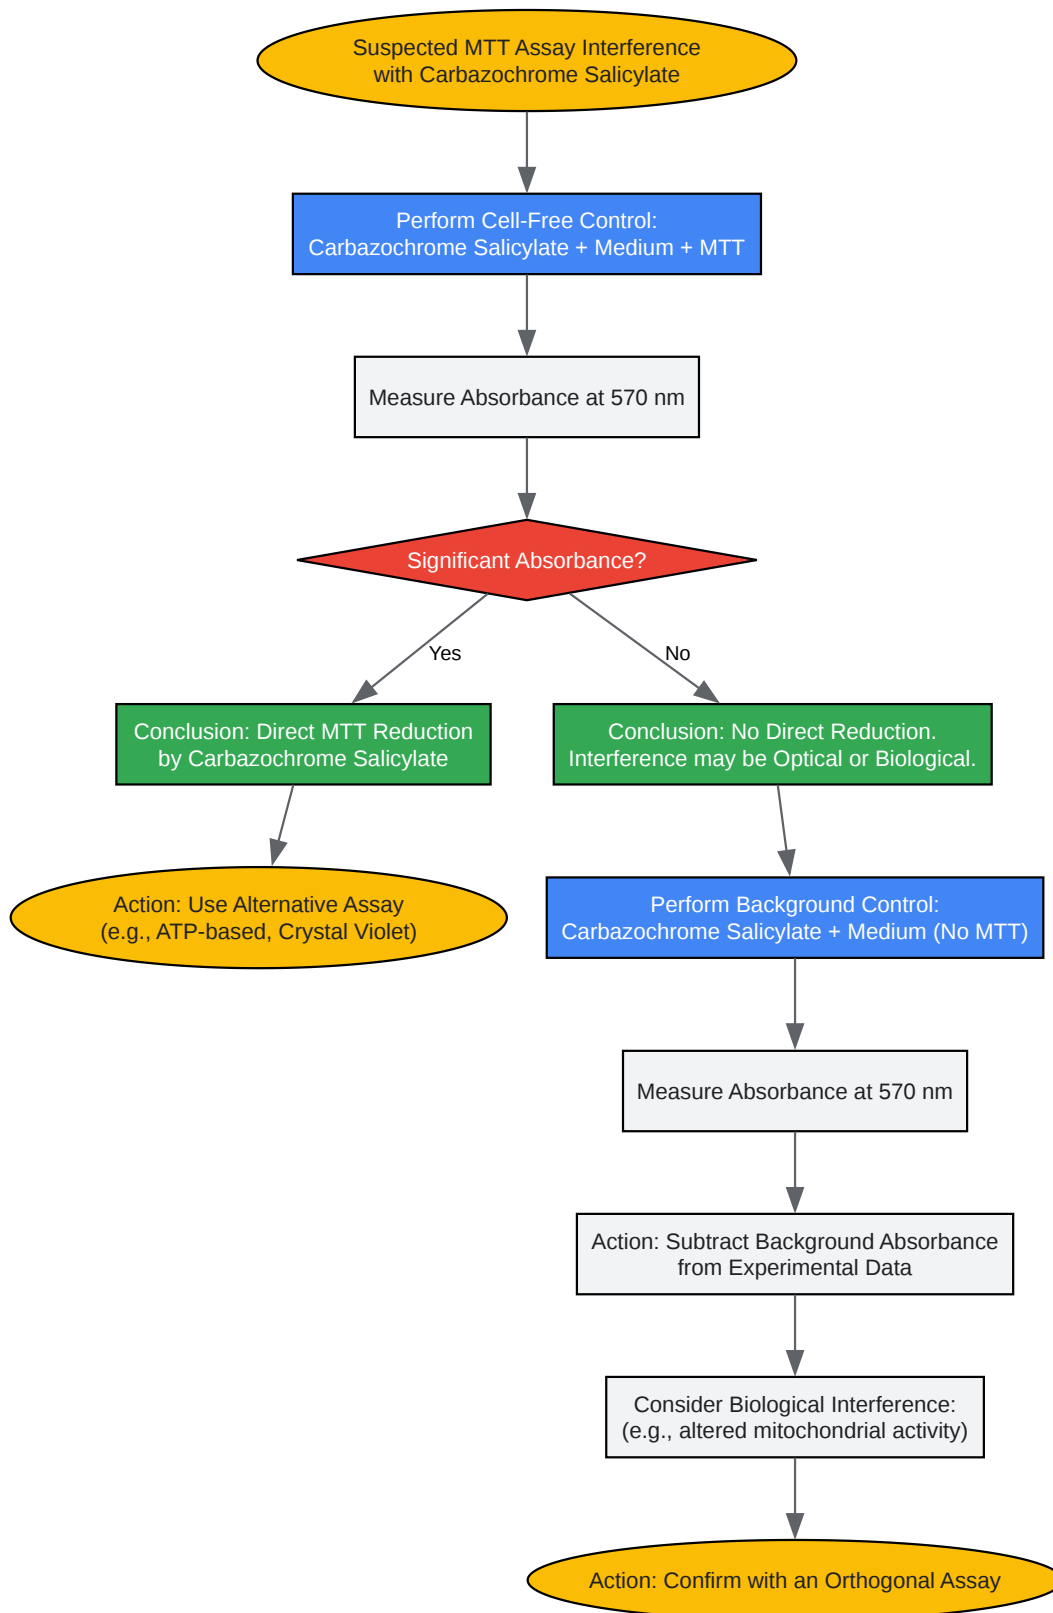 Suspected MTT Assay Interference
with Carbazochrome Salicylate
Perform Cell-Free Control:
Carbazochrome Salicylate + Medium + MTT
Measure Absorbance at 570 nm
Significant Absorbance?
Yes
No
Conclusion: Direct MTT Reduction
by Carbazochrome Salicylate
Conclusion: No Direct Reduction.
Interference may be Optical or Biological.
Action: Use Alternative Assay
(e.g., ATP-based, Crystal Violet)
Perform Background Control:
Carbazochrome Salicylate + Medium (No MTT)
Measure Absorbance at 570 nm
Action: Subtract Background Absorbance
from Experimental Data
Consider Biological Interference:
(e.g., altered mitochondrial activity)
Action: Confirm with an Orthogonal Assay